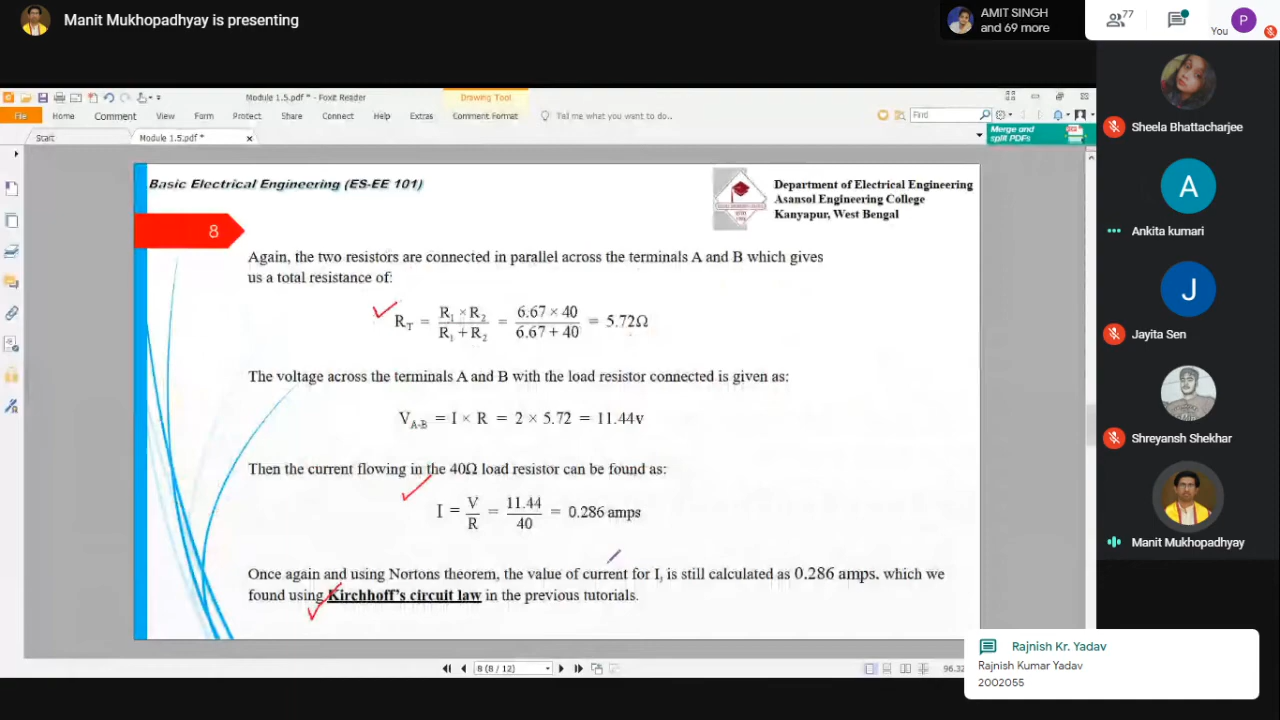 Manit Mukhopadhyay is presenting
AMIT SINGH
and 69 more
77
You
P
Module 1.5.pdf * - Foxit Reader
Drawing Tool
File
Home
Comment
View
Form
Protect
Share
Connect
Help
Extras
Comment Format
Tell me what you want to do..
Find
Start
Module 1.5.pdf *
Merge and
split PDFs
Basic Electrical Engineering (ES-EE 101)
Department of Electrical Engineering
Asansol Engineering College
Kanyapur, West Bengal
8
Again, the two resistors are connected in parallel across the terminals A and B which gives
us a total resistance of:
R_T = (R₁ × R₂)/(R₁ + R₂) = (6.67 × 40)/(6.67 + 40) = 5.72Ω
The voltage across the terminals A and B with the load resistor connected is given as:
V_A-B = I × R = 2 × 5.72 = 11.44v
Then the current flowing in the 40Ω load resistor can be found as:
I = V/R = 11.44/40 = 0.286 amps
Once again and using Nortons theorem, the value of current for I, is still calculated as 0.286 amps, which we
found using Kirchhoff's circuit law in the previous tutorials.
8 (8 / 12)
96.32
Sheela Bhattacharjee
A
Ankita kumari
J
Jayita Sen
Shreyansh Shekhar
Manit Mukhopadhyay
Rajnish Kr. Yadav
Rajnish Kumar Yadav
2002055